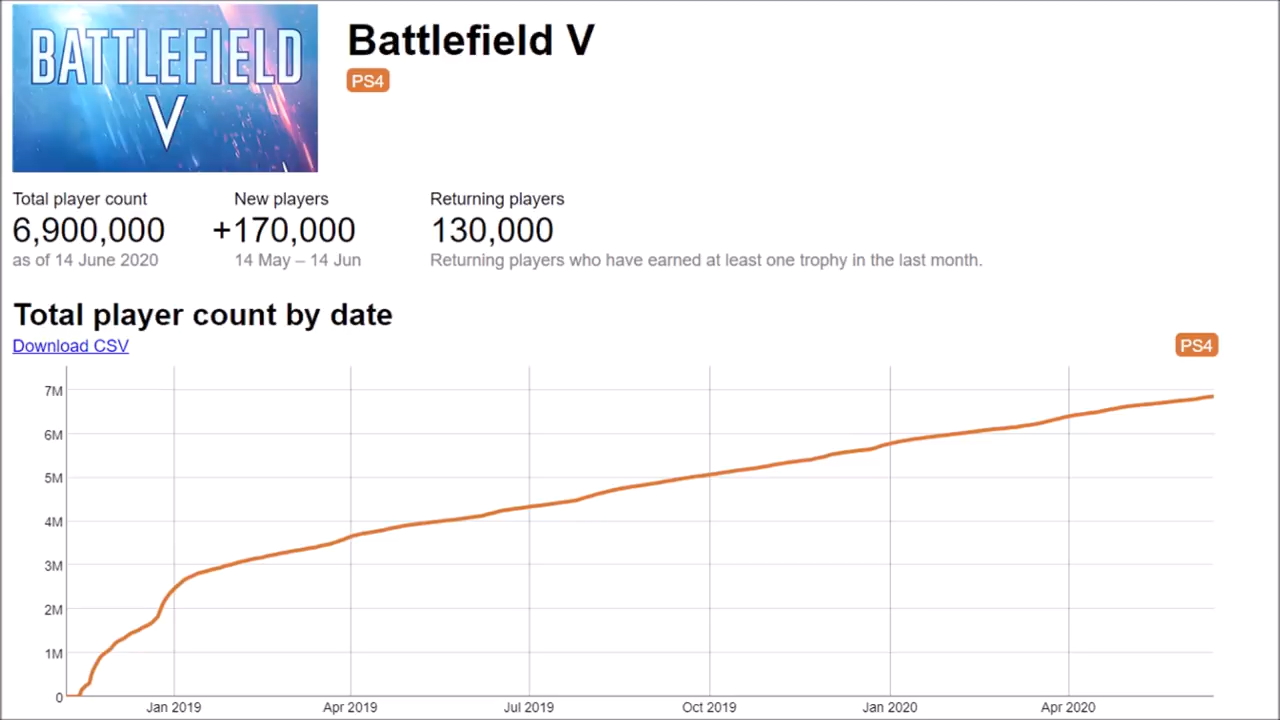 BATTLEFIELD
V
Battlefield V
PS4
Total player count New players Returning players
6,900,000 +170,000 130,000
as of 14 June 2020 14 May – 14 Jun Returning players who have earned at least one trophy in the last month.
Total player count by date
Download CSV
PS4
7M
6M
5M
4M
3M
2M
1M
0
Jan 2019 Apr 2019 Jul 2019 Oct 2019 Jan 2020 Apr 2020